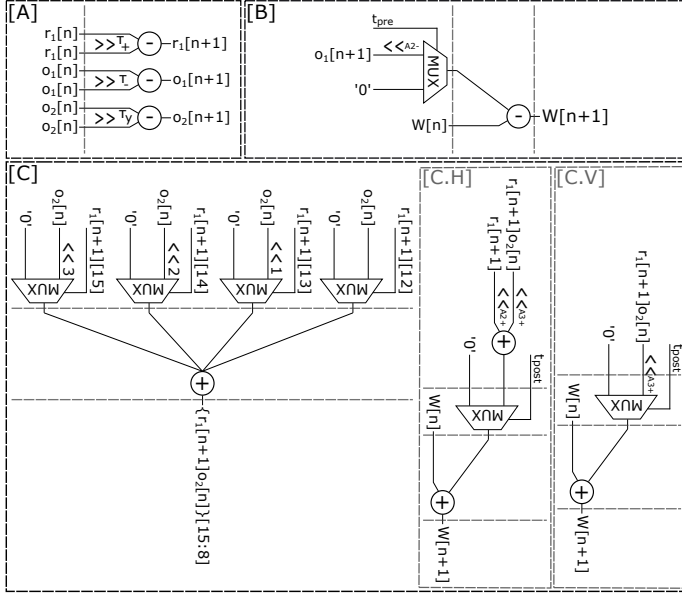 [A]
r₁[n]
r₁[n]
>>T₊
-
r₁[n+1]
o₁[n]
o₁[n]
>>T₋
-
o₁[n+1]
o₂[n]
o₂[n]
>>Ty
-
o₂[n+1]
[B]
t_pre
o₁[n+1]
<<A2-
'0'
MUX
W[n]
-
W[n+1]
[C]
'0'
o₂[n]
<<3
r₁[n+1][15]
MUX
'0'
o₂[n]
<<2
r₁[n+1][14]
MUX
'0'
o₂[n]
<<1
r₁[n+1][13]
MUX
'0'
o₂[n]
r₁[n+1][12]
MUX
+
{r₁[n+1]o₂[n]}[15:8]
[C.H]
r₁[n+1]
<<A2+
r₁[n+1]o₂[n]
<<A3+
+
'0'
t_post
MUX
W[n]
+
W[n+1]
[C.V]
r₁[n+1]o₂[n]
<<A3+
'0'
t_post
MUX
W[n]
+
W[n+1]